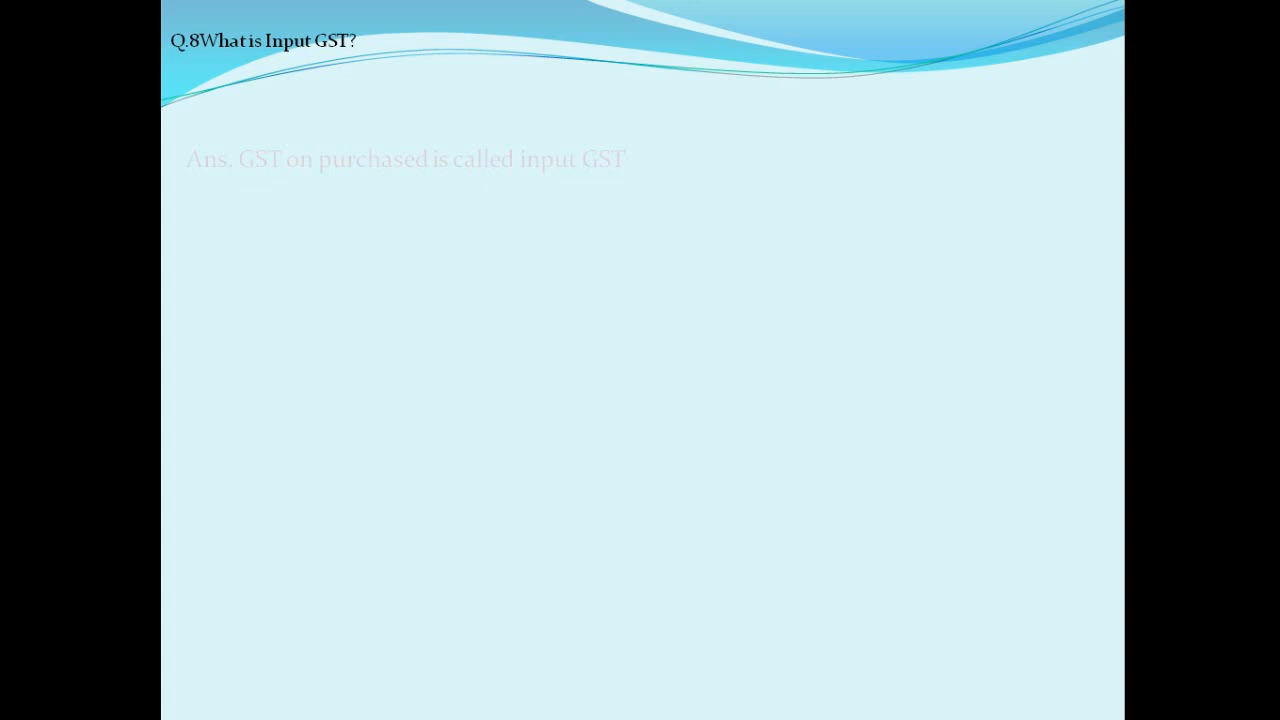 Q.8What is Input GST?
Ans. GST on purchased is called input GST